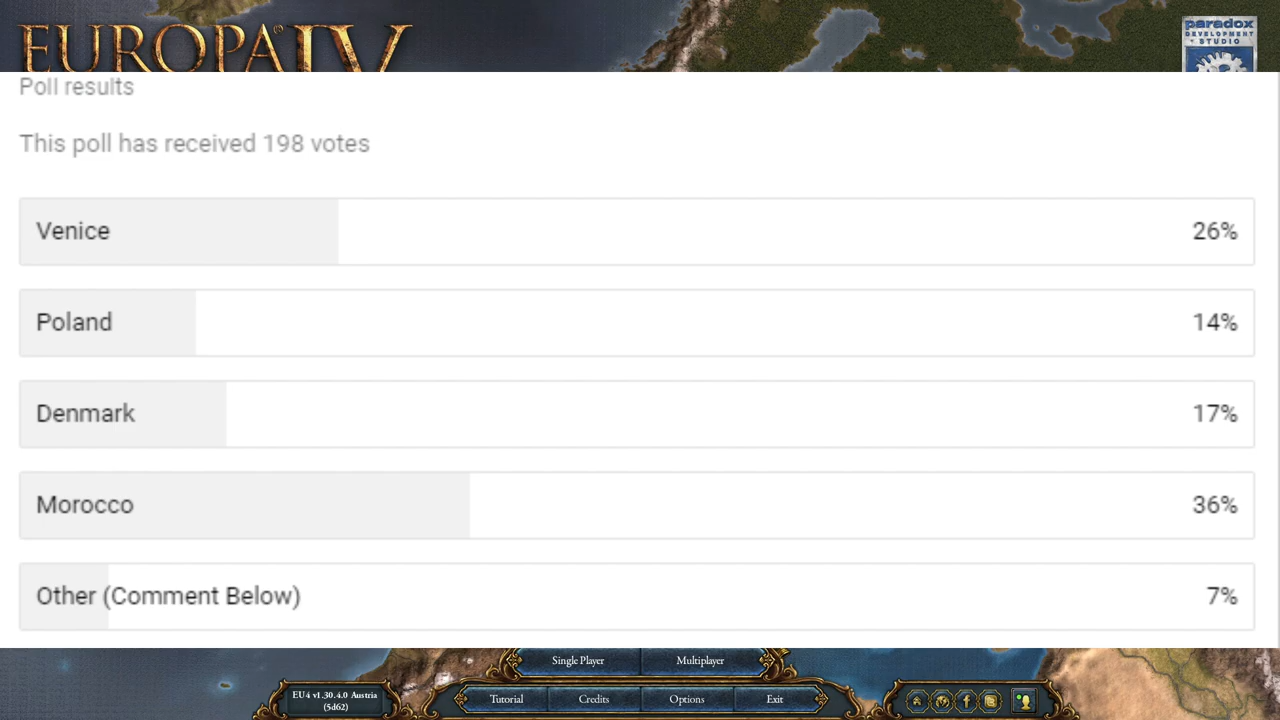 EUROPA IV
paradox
DEVELOPMENT
STUDIO
Poll results
This poll has received 198 votes
Venice 26%
Poland 14%
Denmark 17%
Morocco 36%
Other (Comment Below) 7%
Single Player Multiplayer
EU4 v1.30.4.0 Austria
(5d62)
Tutorial Credits Options Exit